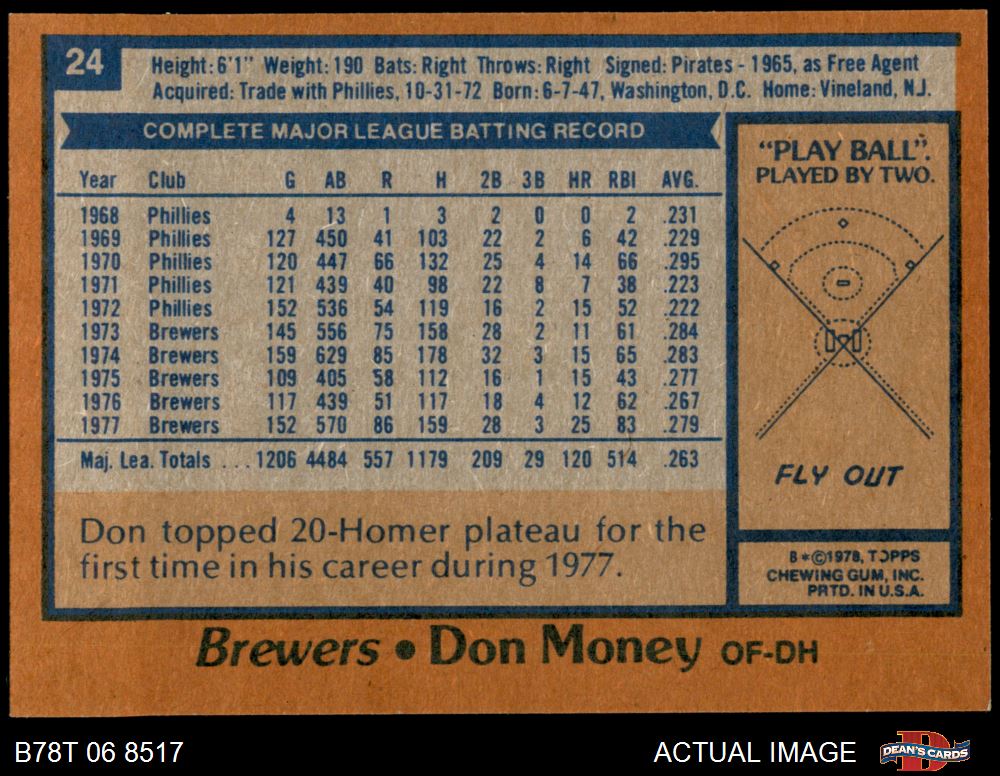 24
Height: 6'1" Weight: 190 Bats: Right Throws: Right Signed: Pirates - 1965, as Free Agent
Acquired: Trade with Phillies, 10-31-72 Born: 6-7-47, Washington, D.C. Home: Vineland, N.J.
COMPLETE MAJOR LEAGUE BATTING RECORD
Year Club G AB R H 2B 3B HR RBI AVG.
1968 Phillies 4 13 1 3 2 0 0 2 .231
1969 Phillies 127 450 41 103 22 2 6 42 .229
1970 Phillies 120 447 66 132 25 4 14 66 .295
1971 Phillies 121 439 40 98 22 8 7 38 .223
1972 Phillies 152 536 54 119 16 2 15 52 .222
1973 Brewers 145 556 75 158 28 2 11 61 .284
1974 Brewers 159 629 85 178 32 3 15 65 .283
1975 Brewers 109 405 58 112 16 1 15 43 .277
1976 Brewers 117 439 51 117 18 4 12 62 .267
1977 Brewers 152 570 86 159 28 3 25 83 .279
Maj. Lea. Totals ... 1206 4484 557 1179 209 29 120 514 .263
Don topped 20-Homer plateau for the
first time in his career during 1977.
"PLAY BALL".
PLAYED BY TWO.
FLY OUT
B*©1978, TOPPS
CHEWING GUM, INC.
PRTD. IN U.S.A.
Brewers • Don Money OF-DH
B78T 06 8517
ACTUAL IMAGE
DEAN'S CARDS